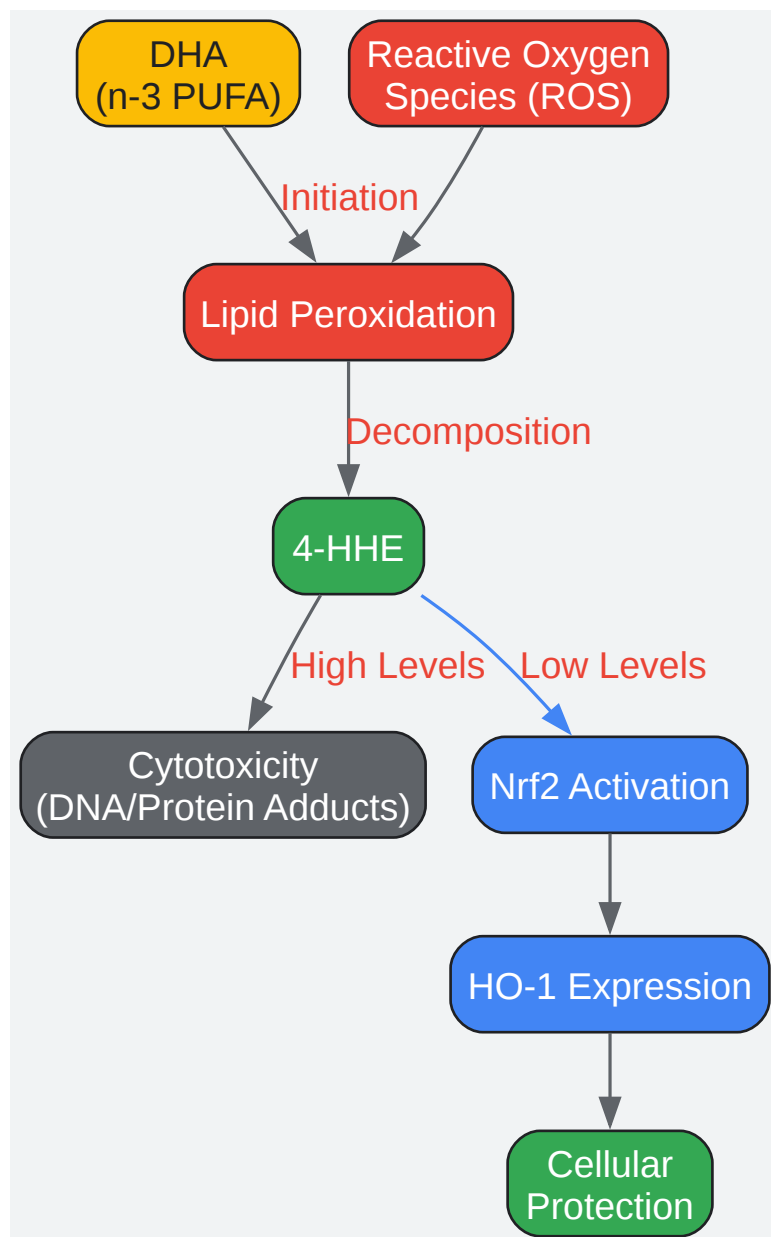 DHA
(n-3 PUFA)
Reactive Oxygen
Species (ROS)
Initiation
Lipid Peroxidation
Decomposition
4-HHE
High Levels
Low Levels
Cytotoxicity
(DNA/Protein Adducts)
Nrf2 Activation
HO-1 Expression
Cellular
Protection